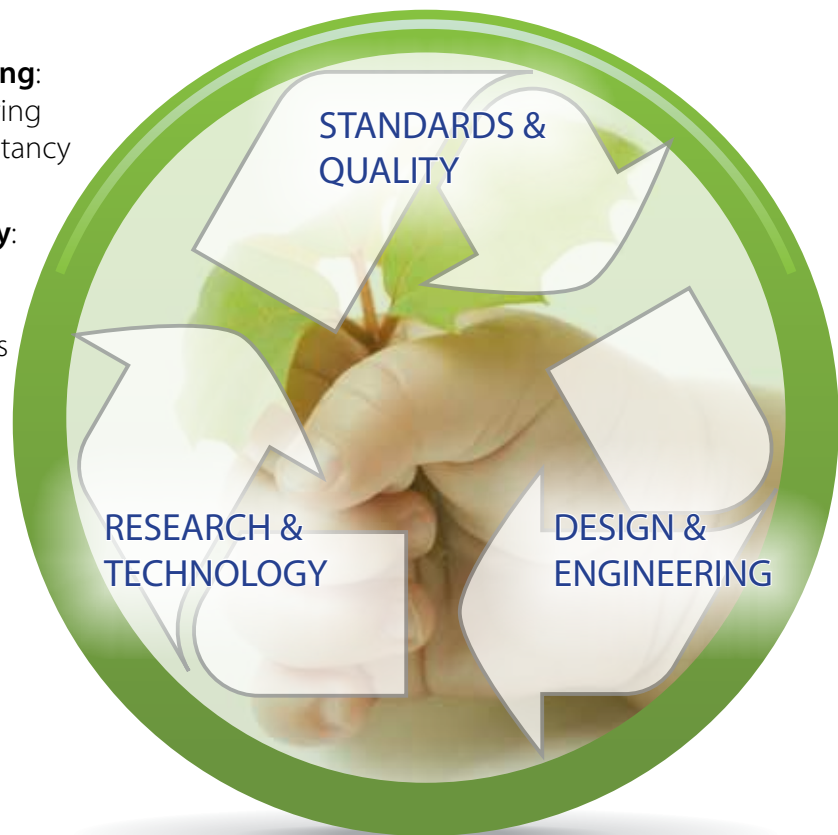 ng:
ing
tancy
y:
s
STANDARDS &
QUALITY
RESEARCH &
TECHNOLOGY
DESIGN &
ENGINEERING